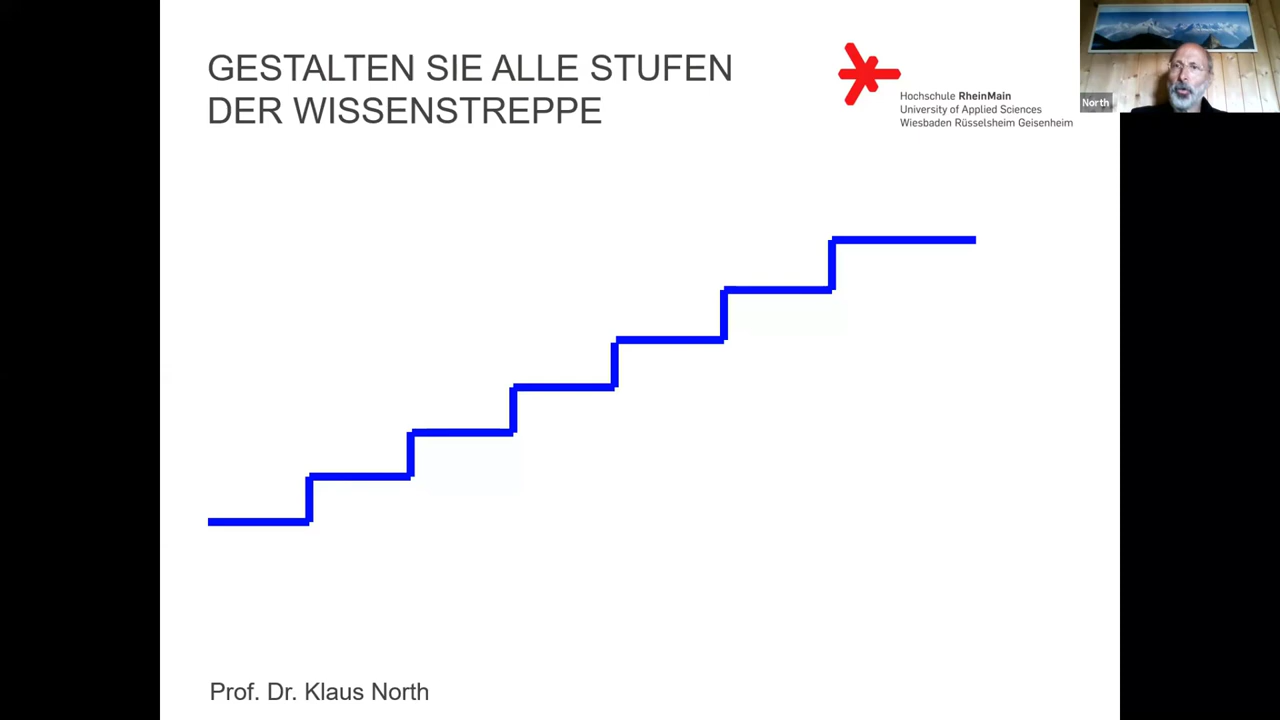 GESTALTEN SIE ALLE STUFEN
DER WISSENSTREPPE
Hochschule RheinMain
University of Applied Sciences
Wiesbaden Rüsselsheim Geisenheim
North
Prof. Dr. Klaus North